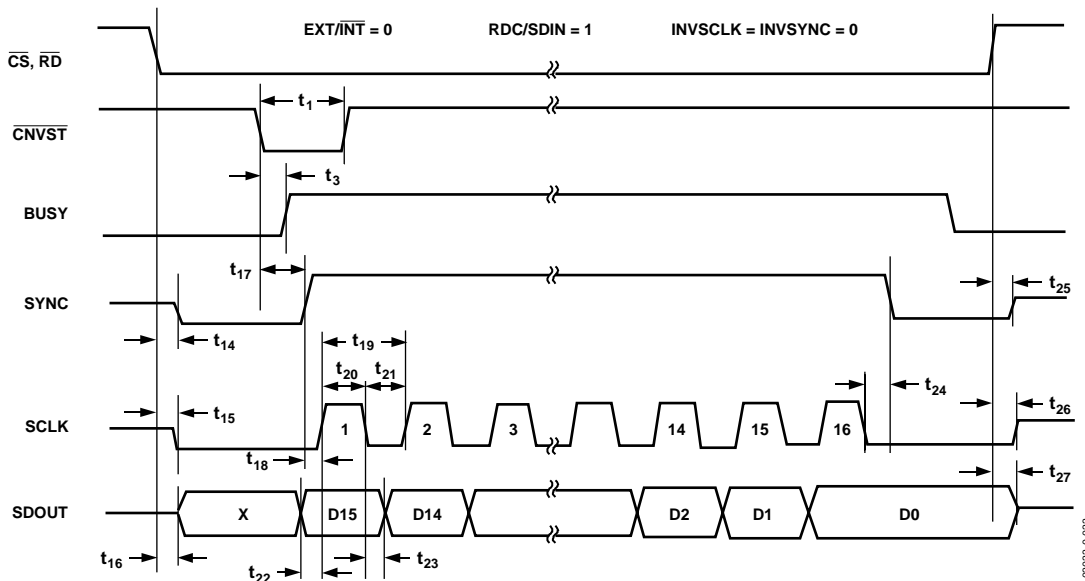 EXT/INT = 0 RDC/SDIN = 1 INVSCLK = INVSYNC = 0
CS, RD
t1
CNVST
t3
BUSY
t17
SYNC
t25
t14
t19
t20 t21
t24
t15
t26
SCLK
1 2 3 14 15 16
t18
t27
SDOUT
X D15 D14 D2 D1 D0
t16
t22
t23